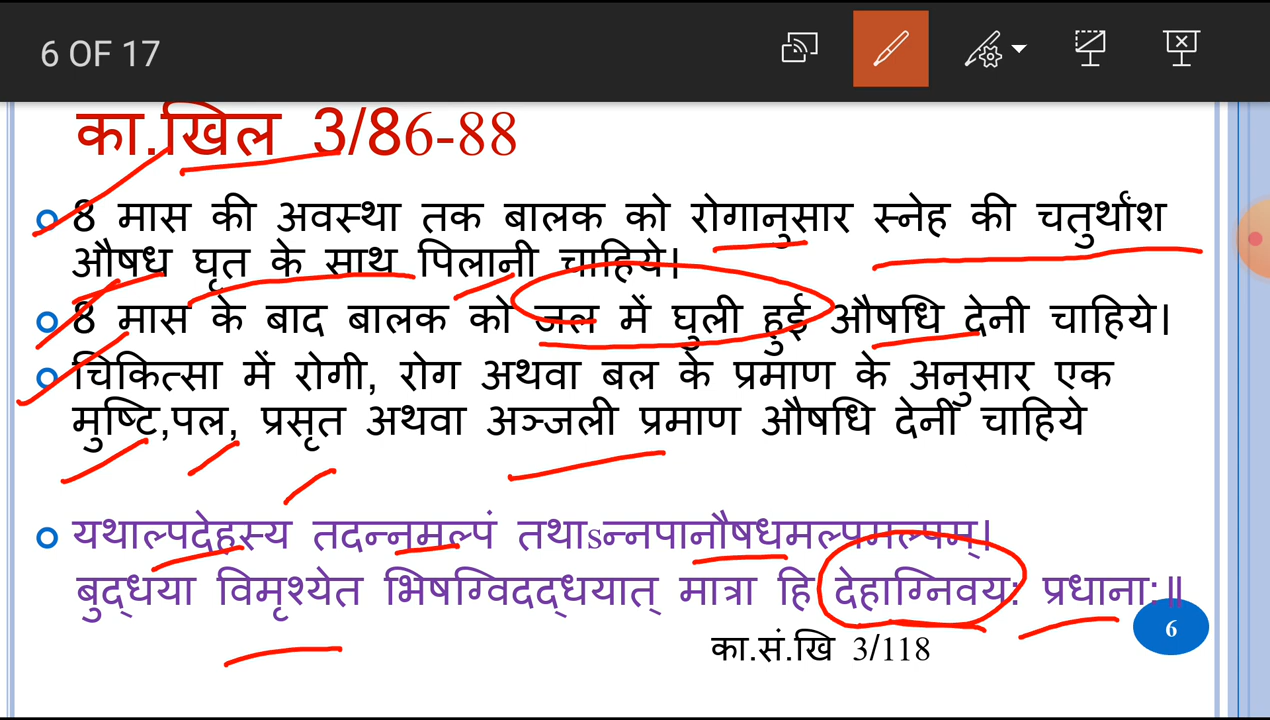 6 OF 17
का.खिल 3/86-88
8 मास की अवस्था तक बालक को रोगानुसार स्नेह की चतुर्थांश
औषध घृत के साथ पिलानी चाहिये।
8 मास के बाद बालक को जल में घुली हुई औषधि देनी चाहिये।
चिकित्सा में रोगी, रोग अथवा बल के प्रमाण के अनुसार एक
मुष्टि,पल, प्रसृत अथवा अञ्जली प्रमाण औषधि देनी चाहिये
यथाल्पदेहस्य तदन्नमल्पं तथाsन्नपानौषधमल्पमल्पम्।
बुद्धया विमृश्येत भिषग्विदद्धयात् मात्रा हि देहाग्निवय: प्रधाना:॥
6
का.सं.खि 3/118